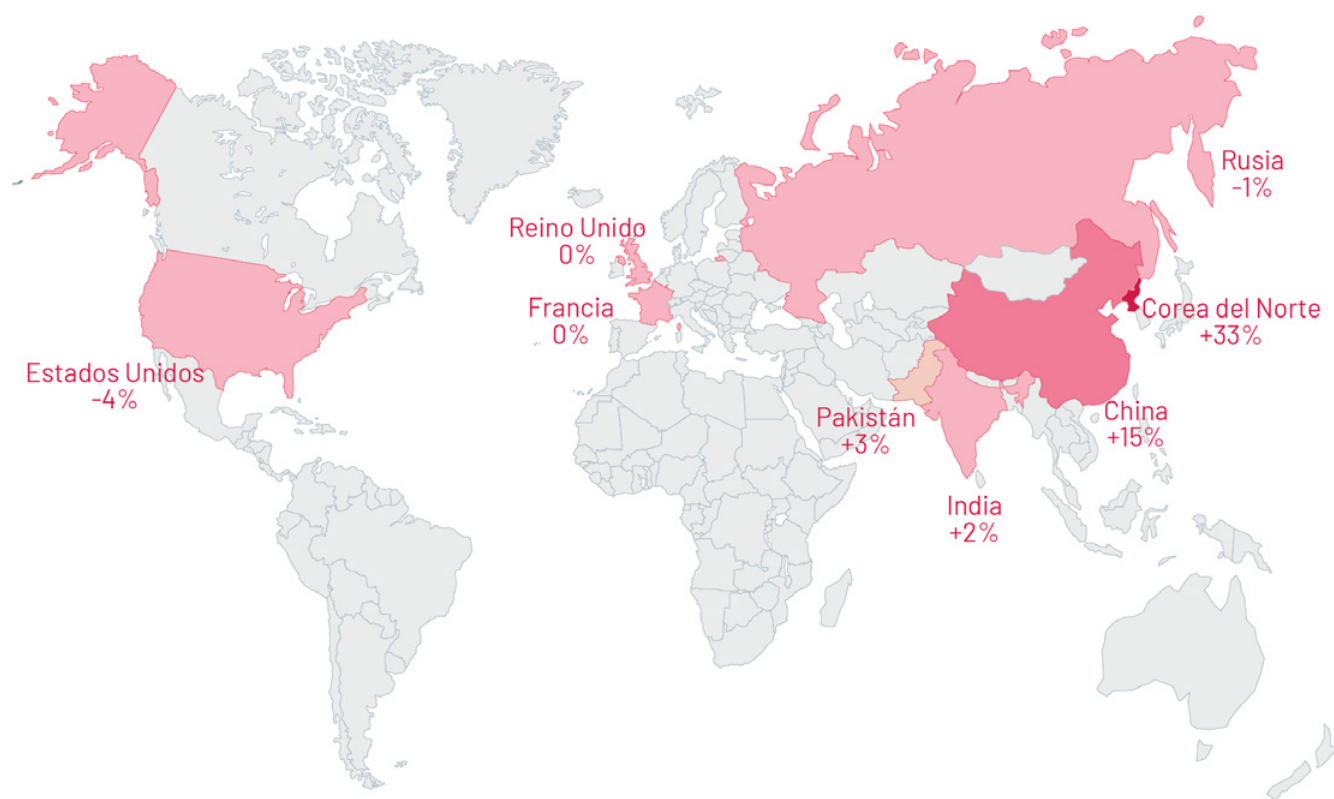 Rusia
-1%
Reino Unido
0%
Francia
0%
Corea del Norte
+33%
Estados Unidos
-4%
Pakistán
+3%
China
+15%
India
+2%